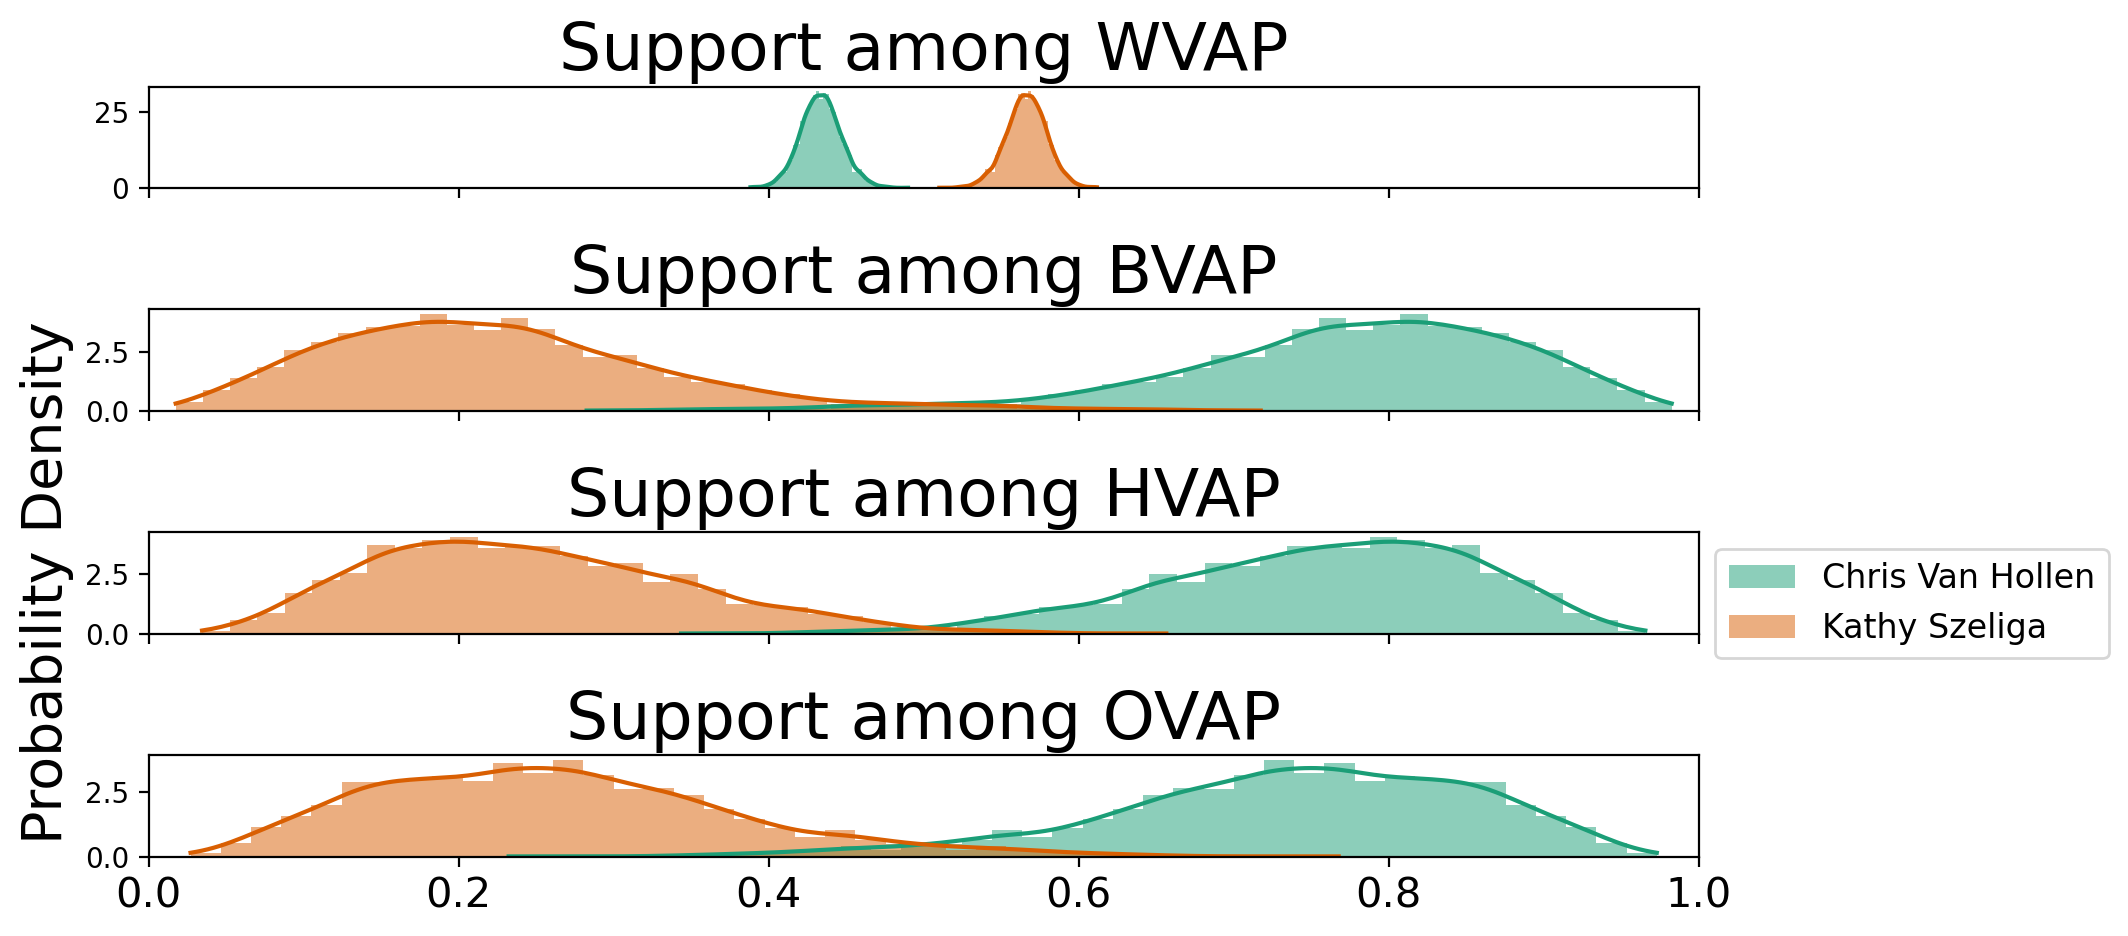 Support among WVAP
25
0
Support among BVAP
2.5
0.0
Support among HVAP
2.5
0.0
Support among OVAP
2.5
0.0
0.0 0.2 0.4 0.6 0.8 1.0
Probability Density
Chris Van Hollen
Kathy Szeliga